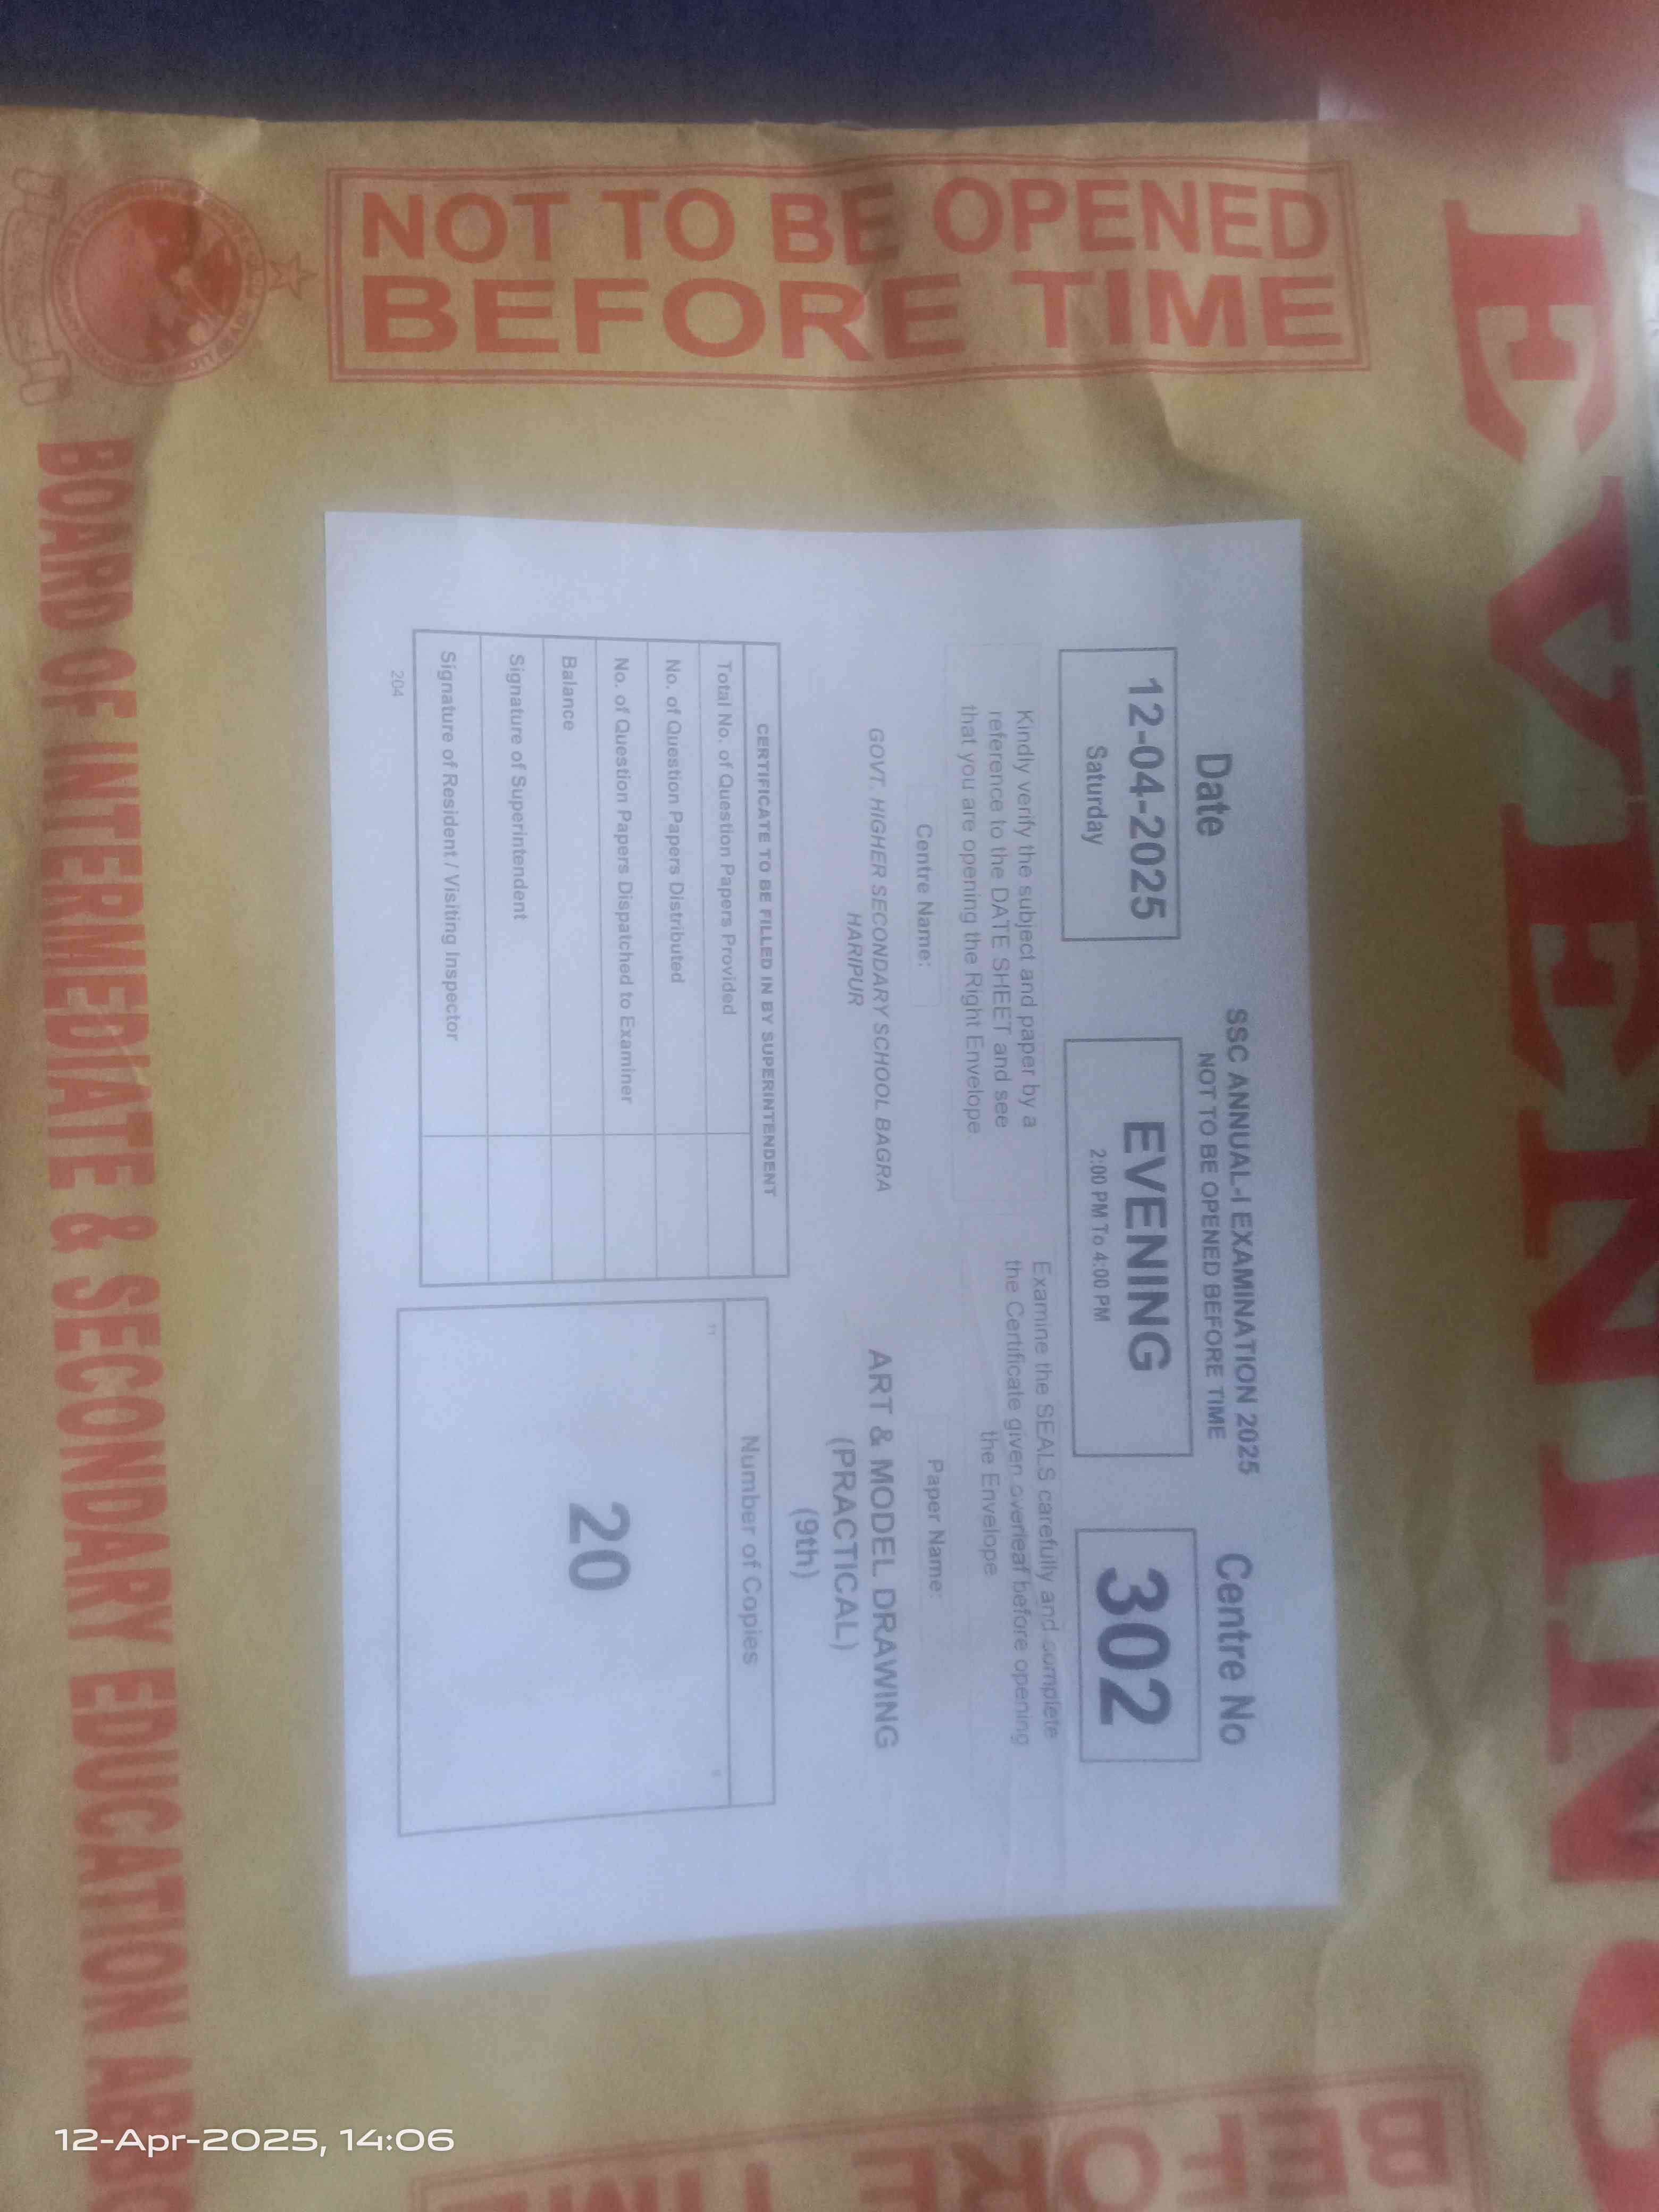 EVENING
NOT TO BE OPENED
BEFORE TIME
Date
12-04-2025
Saturday
SSC ANNUAL-I EXAMINATION 2025
NOT TO BE OPENED BEFORE TIME
EVENING
2:00 PM To 4:00 PM
Centre No
302
Kindly verify the subject and paper by a
reference to the DATE SHEET and see
that you are opening the Right Envelope
Examine the SEALS carefully and complete
the Certificate given overleaf before opening
the Envelope
Centre Name:
GOVT. HIGHER SECONDARY SCHOOL BAGRA
HARIPUR
Paper Name:
ART & MODEL DRAWING
(PRACTICAL)
(9th)
CERTIFICATE TO BE FILLED IN BY SUPERINTENDENT
Total No. of Question Papers Provided
No. of Question Papers Distributed
No. of Question Papers Dispatched to Examiner
Balance
Signature of Superintendent
Signature of Resident / Visiting Inspector
204
Number of Copies
20
BOARD OF INTERMEDIATE & SECONDARY EDUCATION ABBO
BEFORE TIME
12-Apr-2025, 14:06